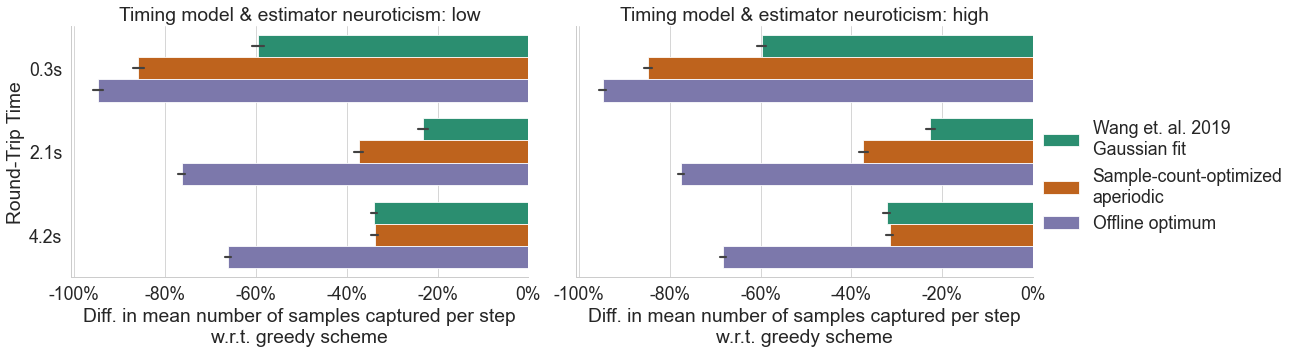 Timing model & estimator neuroticism: low
Timing model & estimator neuroticism: high
Round-Trip Time
0.3s
2.1s
4.2s
-100% -80% -60% -40% -20% 0%
-100% -80% -60% -40% -20% 0%
Diff. in mean number of samples captured per step
w.r.t. greedy scheme
Diff. in mean number of samples captured per step
w.r.t. greedy scheme
Wang et. al. 2019
Gaussian fit
Sample-count-optimized
aperiodic
Offline optimum